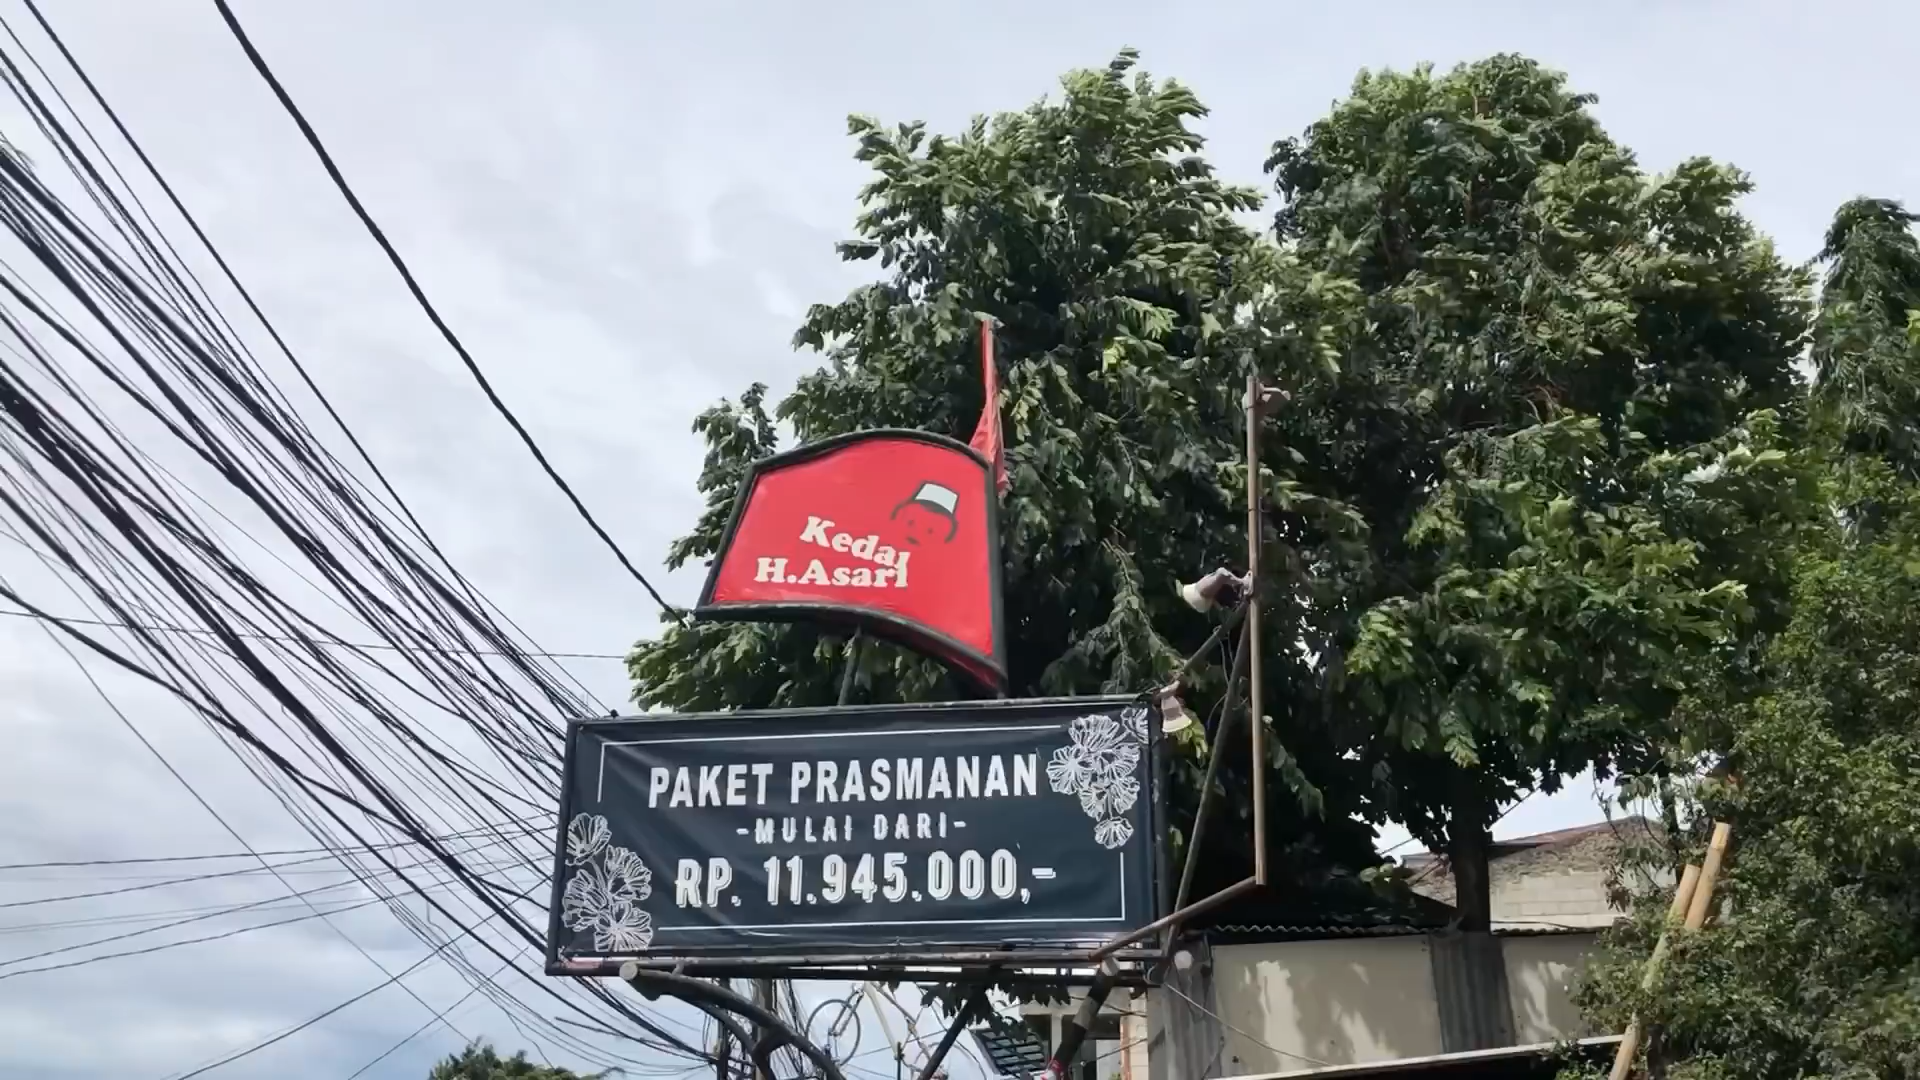 Kedai
H.Asari
PAKET PRASMANAN
-MULAI DARI-
RP. 11.945.000,-